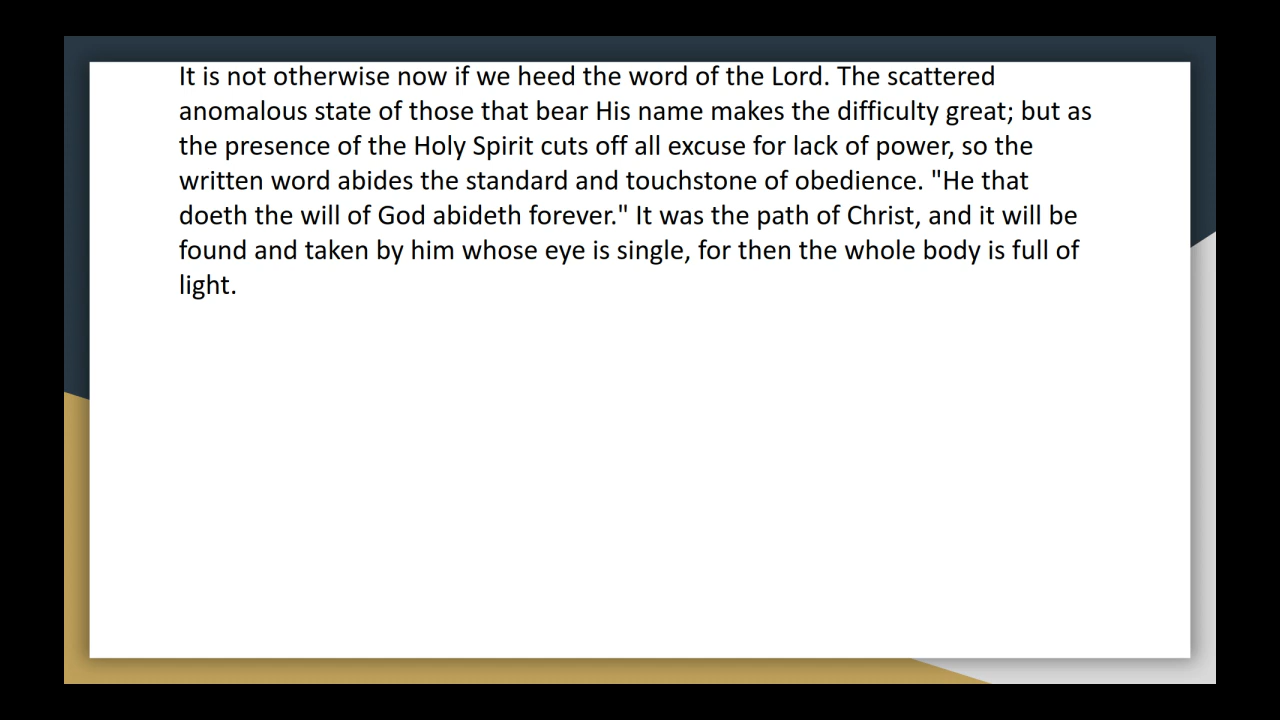 It is not otherwise now if we heed the word of the Lord. The scattered
anomalous state of those that bear His name makes the difficulty great; but as
the presence of the Holy Spirit cuts off all excuse for lack of power, so the
written word abides the standard and touchstone of obedience. "He that
doeth the will of God abideth forever." It was the path of Christ, and it will be
found and taken by him whose eye is single, for then the whole body is full of
light.